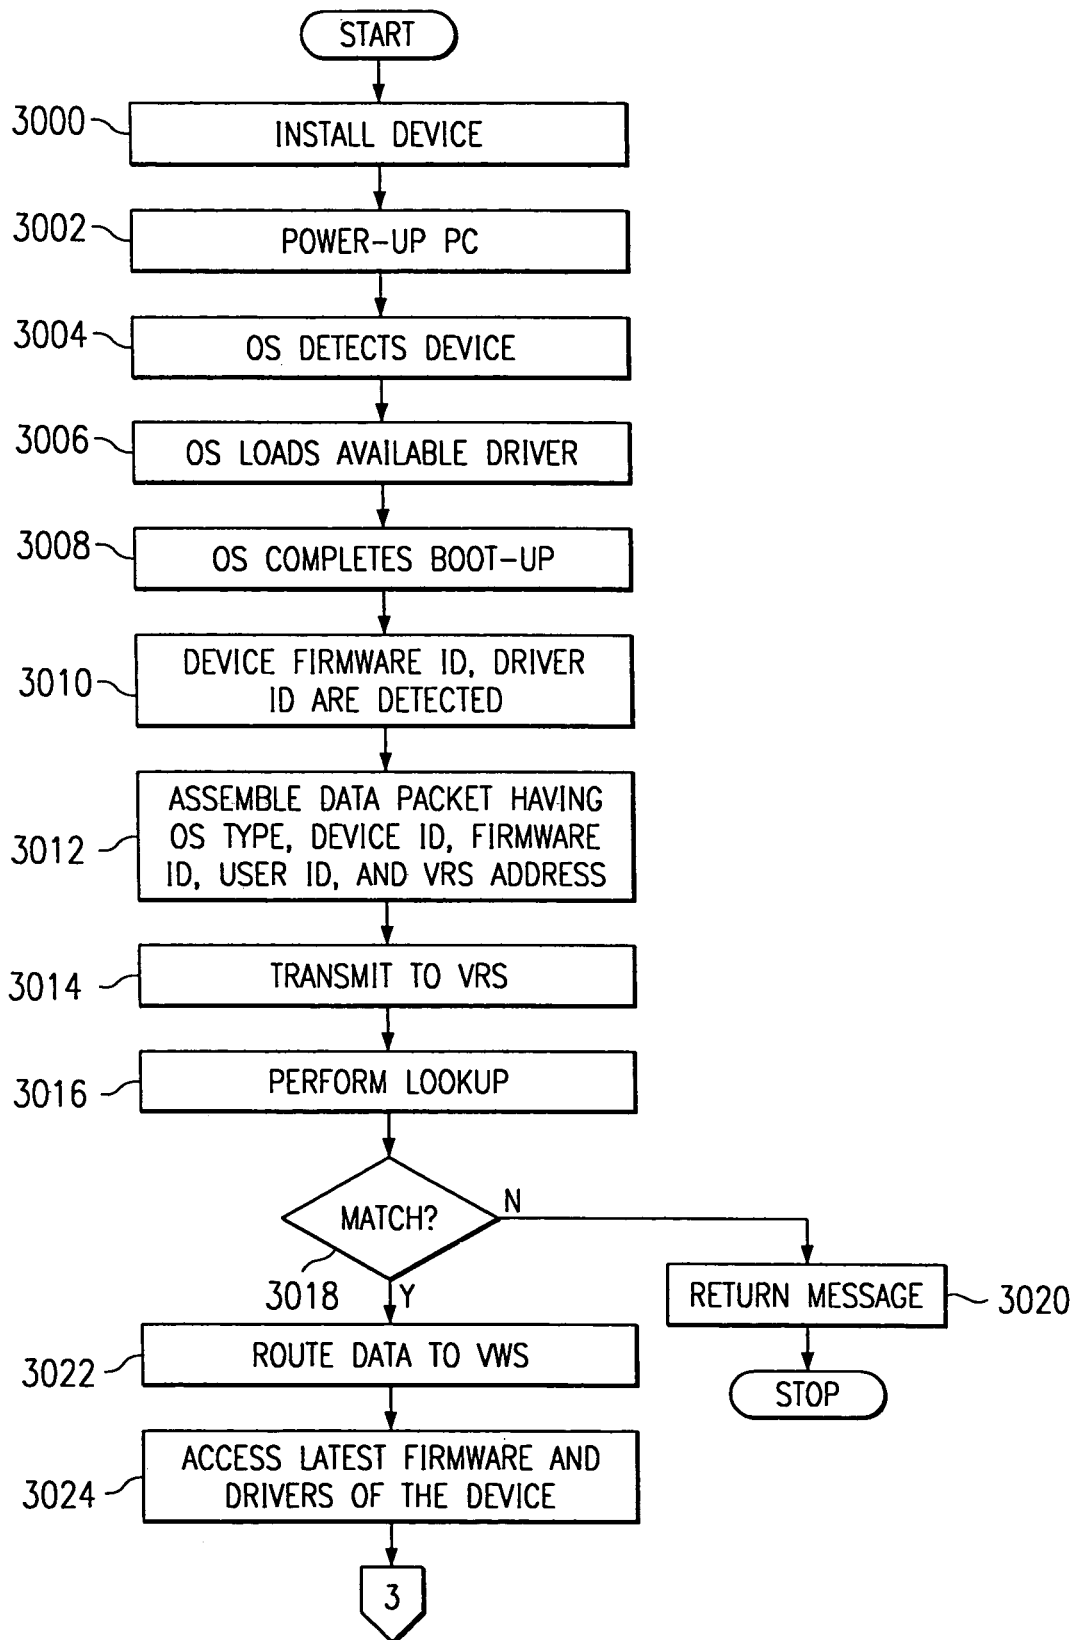 START
3000
INSTALL DEVICE
3002
POWER-UP PC
3004
OS DETECTS DEVICE
3006
OS LOADS AVAILABLE DRIVER
3008
OS COMPLETES BOOT-UP
3010
DEVICE FIRMWARE ID, DRIVER
ID ARE DETECTED
3012
ASSEMBLE DATA PACKET HAVING
OS TYPE, DEVICE ID, FIRMWARE
ID, USER ID, AND VRS ADDRESS
3014
TRANSMIT TO VRS
3016
PERFORM LOOKUP
MATCH?
N
3018
Y
RETURN MESSAGE
3020
STOP
3022
ROUTE DATA TO VWS
3024
ACCESS LATEST FIRMWARE AND
DRIVERS OF THE DEVICE
3